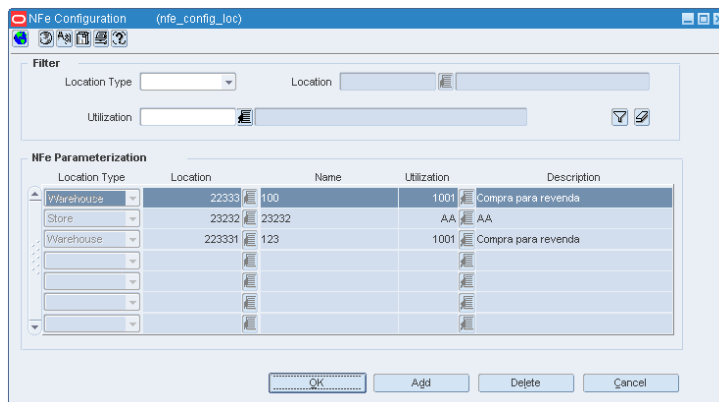 NFe Configuration (nfe_config_loc)
Filter
Location Type Location
Utilization
NFe Parameterization
Location Type Location Name Utilization Description
Warehouse 22333 100 1001 Compra para revenda
Store 23232 23232 AA AA
Warehouse 223331 123 1001 Compra para revenda
OK Add Delete Cancel